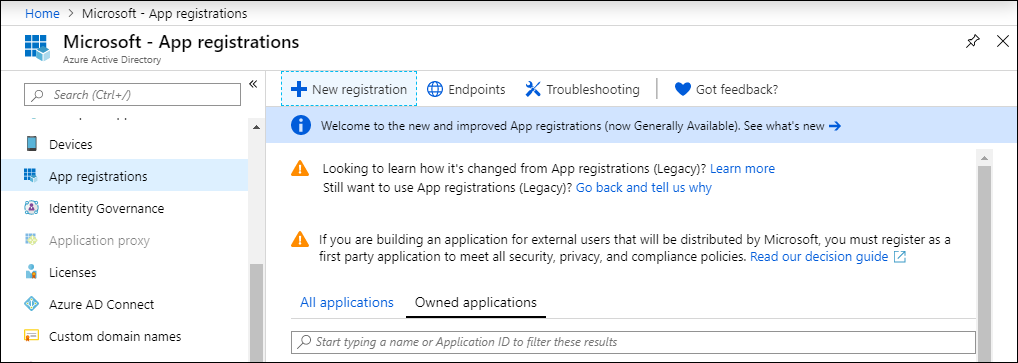 Home > Microsoft - App registrations
Microsoft - App registrations
Azure Active Directory
Search (Ctrl+/)
Devices
App registrations
Identity Governance
Application proxy
Licenses
Azure AD Connect
Custom domain names
New registration Endpoints Troubleshooting Got feedback?
Welcome to the new and improved App registrations (now Generally Available). See what's new →
Looking to learn how it's changed from App registrations (Legacy)? Learn more
Still want to use App registrations (Legacy)? Go back and tell us why
If you are building an application for external users that will be distributed by Microsoft, you must register as a
first party application to meet all security, privacy, and compliance policies. Read our decision guide
All applications Owned applications
Start typing a name or Application ID to filter these results